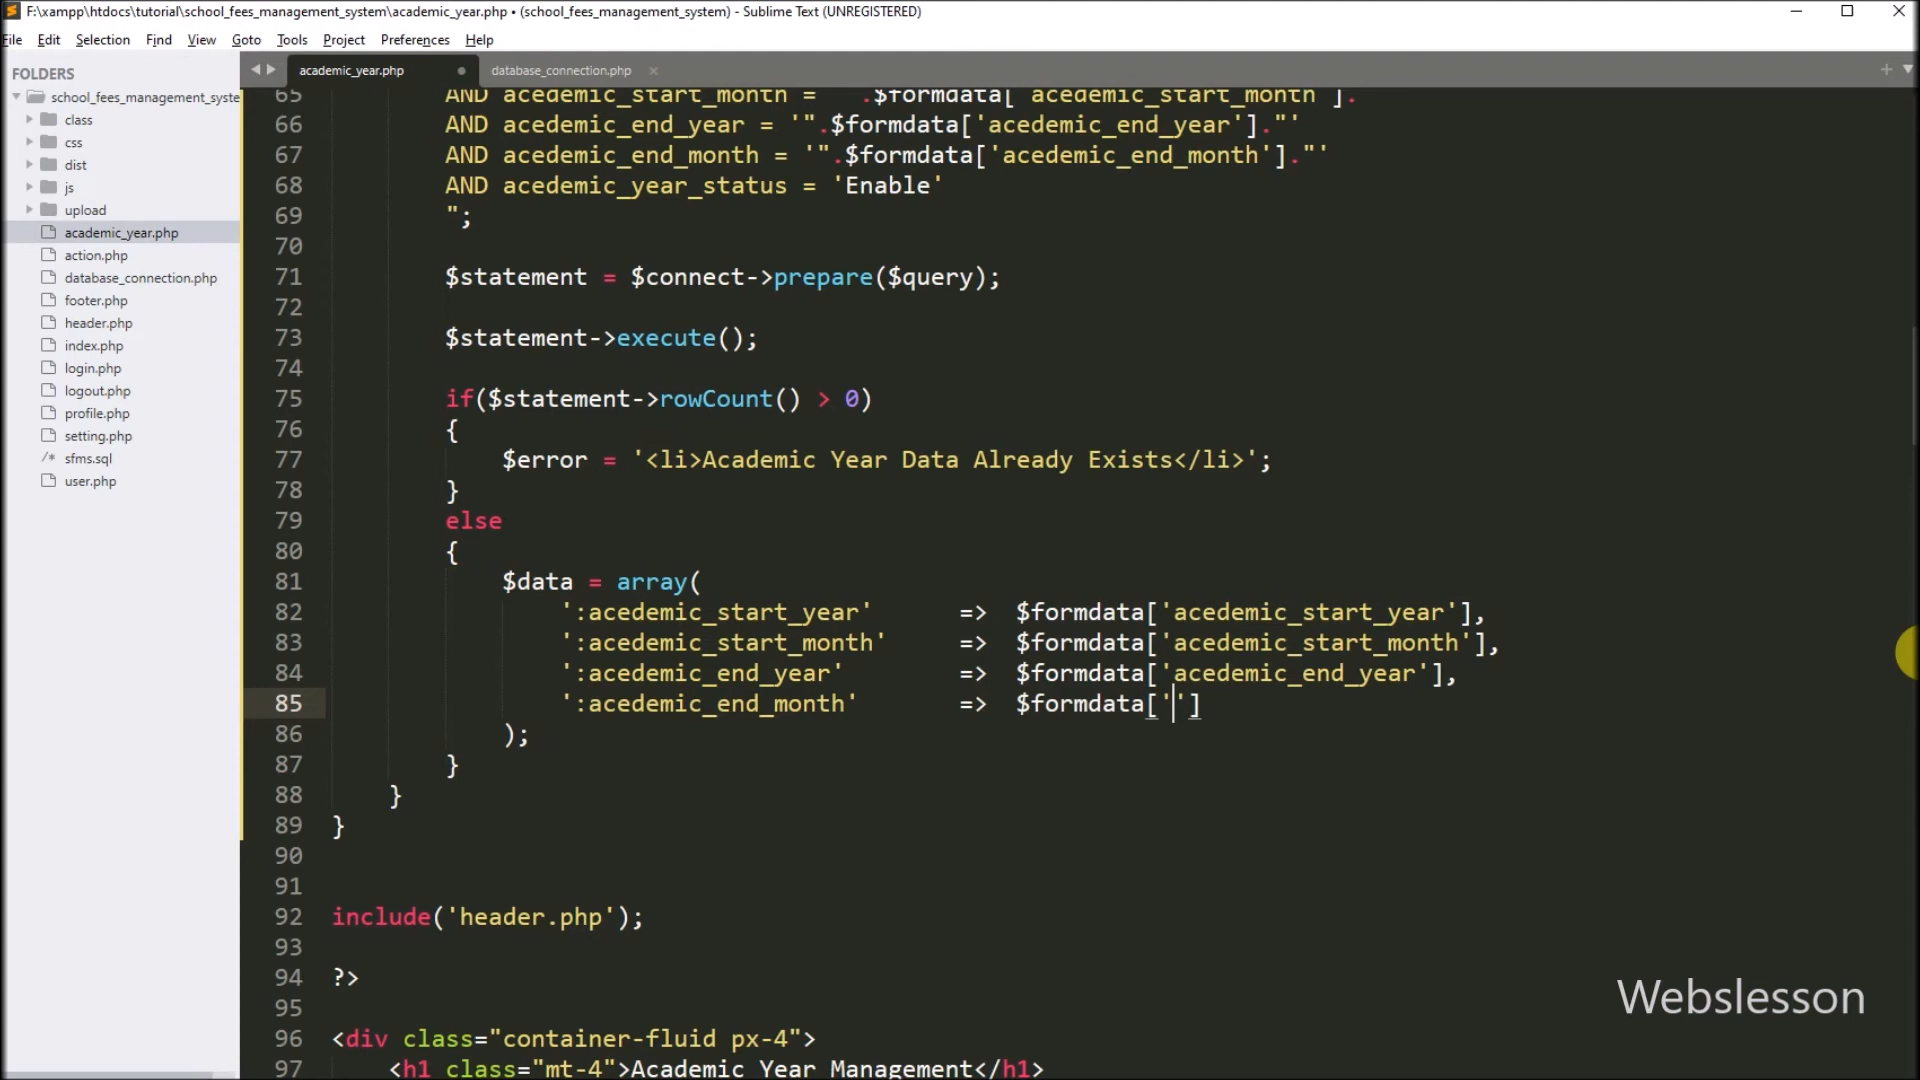 F:\xampp\htdocs\tutorial\school_fees_management_system\academic_year.php • (school_fees_management_system) - Sublime Text (UNREGISTERED)
File Edit Selection Find View Goto Tools Project Preferences Help
FOLDERS
school_fees_management_syste
class
css
dist
js
upload
academic_year.php
action.php
database_connection.php
footer.php
header.php
index.php
login.php
logout.php
profile.php
setting.php
/* sfms.sql
user.php
academic_year.php database_connection.php
65 AND acedemic_start_month = .$formdata[ acedemic_start_month ].
66 AND acedemic_end_year = '".$formdata['acedemic_end_year']."'
67 AND acedemic_end_month = '".$formdata['acedemic_end_month']."'
68 AND acedemic_year_status = 'Enable'
69 ";
70
71 $statement = $connect->prepare($query);
72
73 $statement->execute();
74
75 if($statement->rowCount() > 0)
76 {
77 $error = '<li>Academic Year Data Already Exists</li>';
78 }
79 else
80 {
81 $data = array(
82 ':acedemic_start_year' => $formdata['acedemic_start_year'],
83 ':acedemic_start_month' => $formdata['acedemic_start_month'],
84 ':acedemic_end_year' => $formdata['acedemic_end_year'],
85 ':acedemic_end_month' => $formdata['']
86 );
87 }
88 }
89 }
90
91
92 include('header.php');
93
94 ?>
95
96 <div class="container-fluid px-4">
97 <h1 class="mt-4">Academic Year Management</h1>
Webslesson